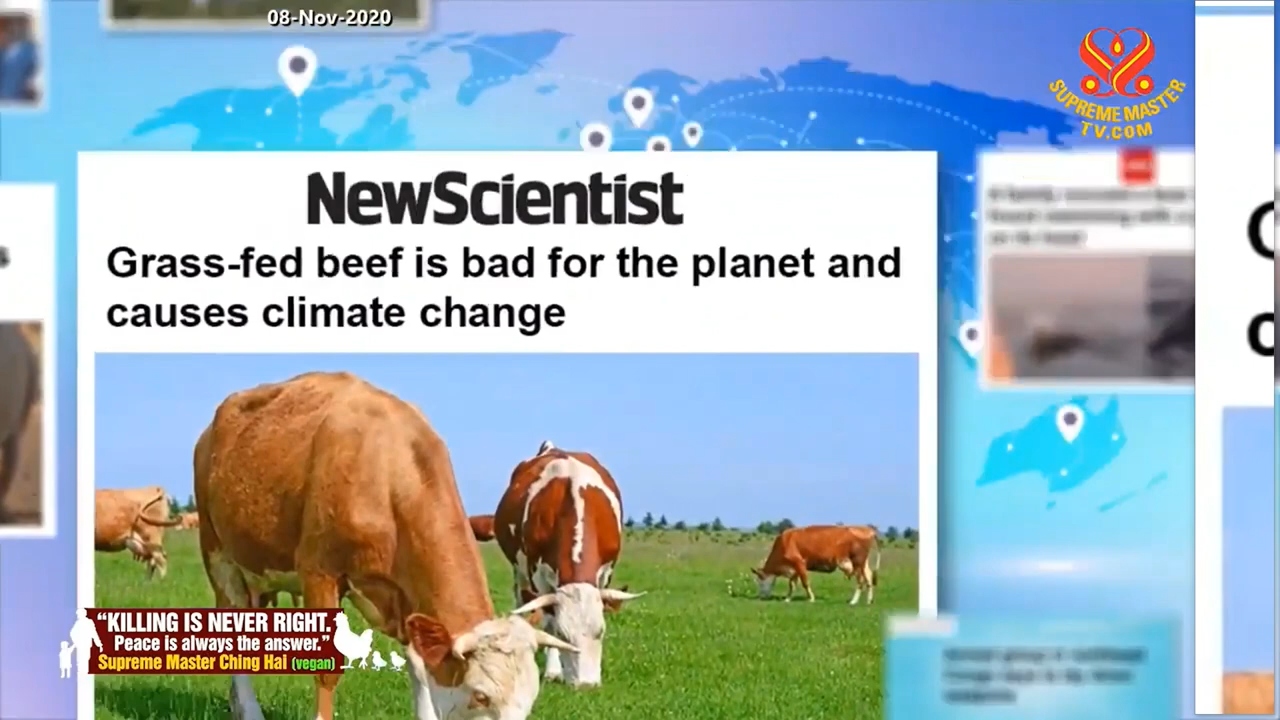 08-Nov-2020
SUPREME MASTER
TV.COM
NewScientist
Grass-fed beef is bad for the planet and
causes climate change
“KILLING IS NEVER RIGHT.
Peace is always the answer.”
Supreme Master Ching Hai (vegan)